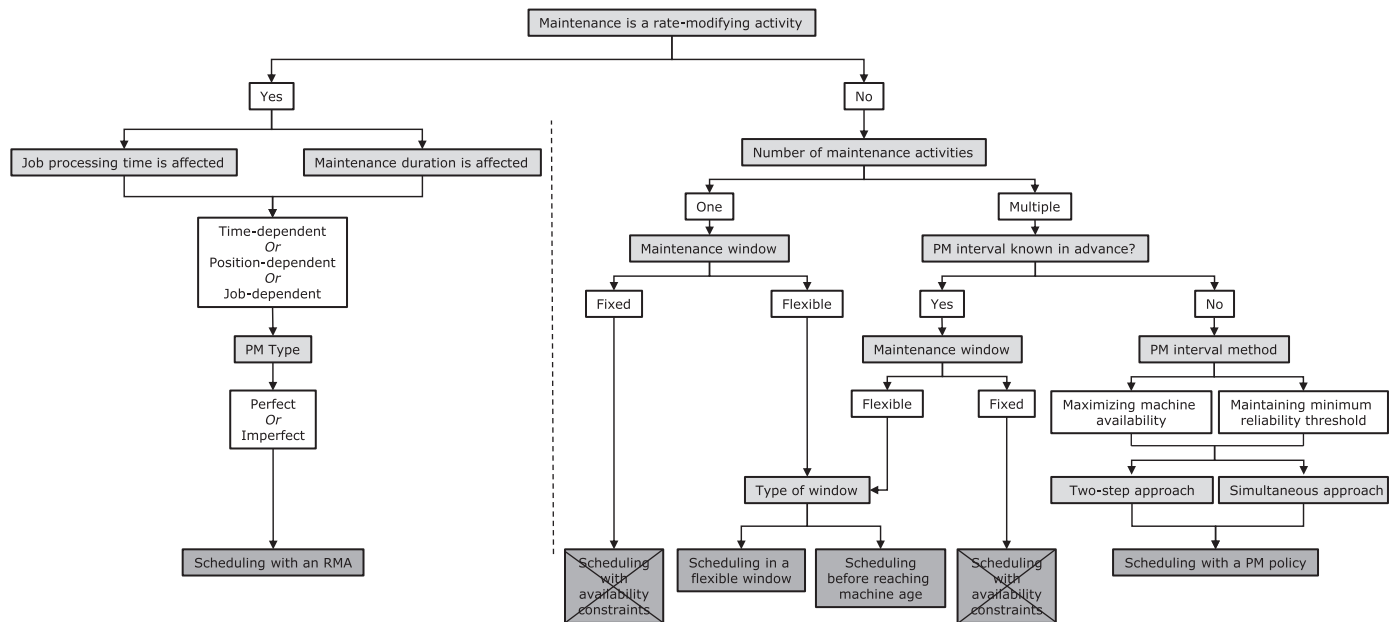 Maintenance is a rate-modifying activity
Yes
No
Job processing time is affected
Maintenance duration is affected
Number of maintenance activities
Time-dependent
Or
Position-dependent
Or
Job-dependent
One
Multiple
Maintenance window
PM interval known in advance?
Fixed
Flexible
Yes
No
PM Type
Maintenance window
PM interval method
Perfect
Or
Imperfect
Flexible
Fixed
Maximizing machine
availability
Maintaining minimum
reliability threshold
Type of window
Two-step approach
Simultaneous approach
Scheduling with an RMA
Scheduling
with
availability
constraints
Scheduling in a
flexible window
Scheduling
before reaching
machine age
Scheduling
with
availability
constraints
Scheduling with a PM policy